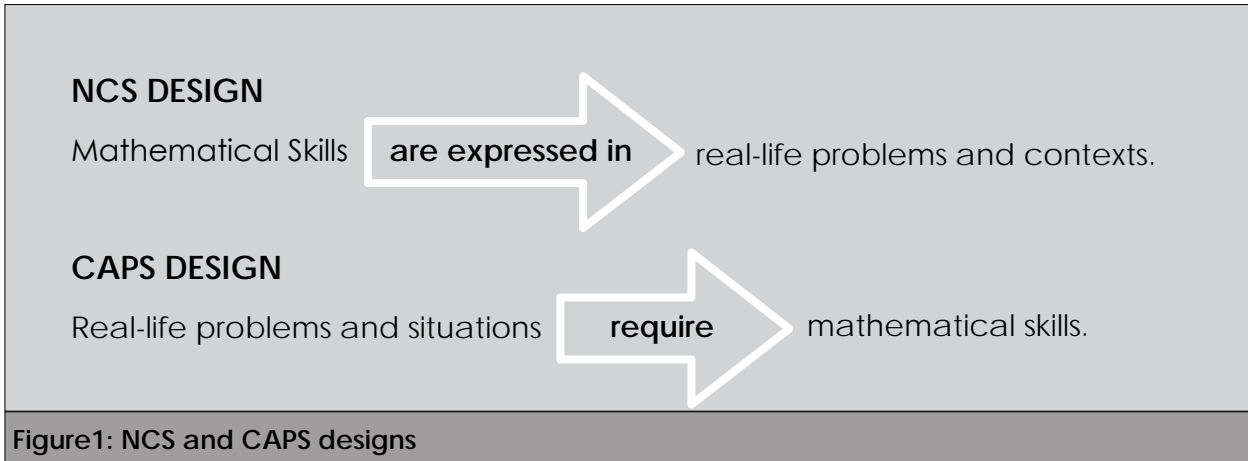 NCS DESIGN
Mathematical Skills are expressed in real-life problems and contexts.
CAPS DESIGN
Real-life problems and situations require mathematical skills.
Figure1: NCS and CAPS designs